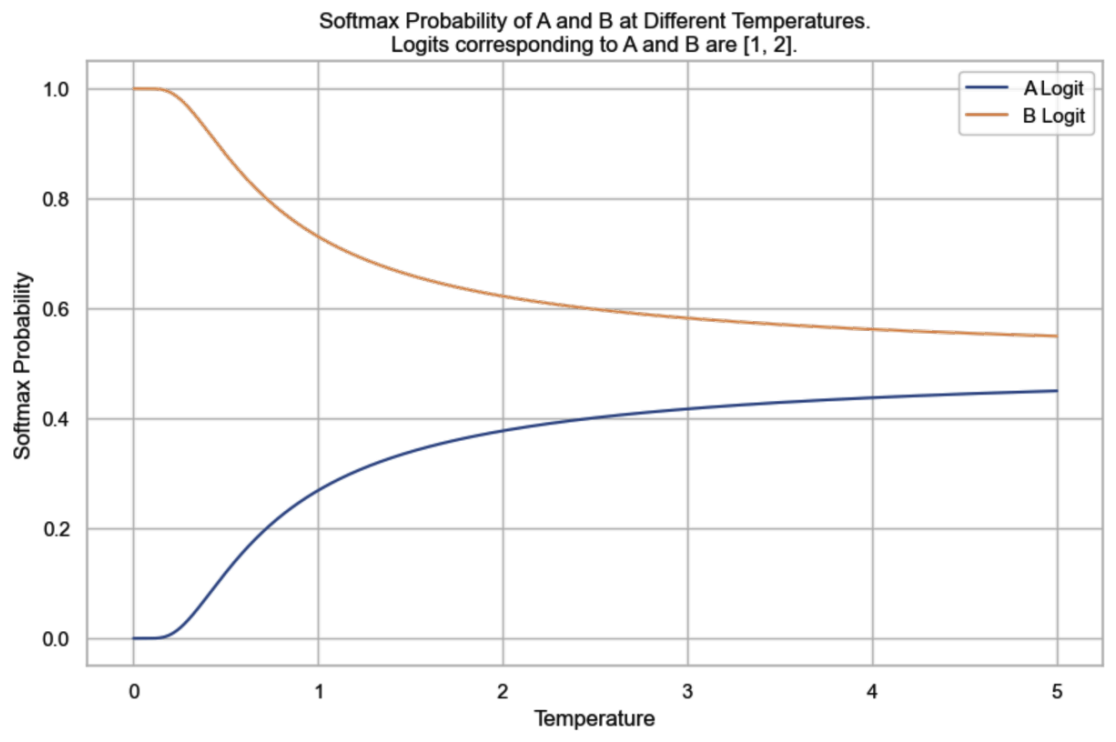 Softmax Probability of A and B at Different Temperatures.
Logits corresponding to A and B are [1, 2].
A Logit
B Logit
Softmax Probability
1.0
0.8
0.6
0.4
0.2
0.0
0 1 2 3 4 5
Temperature